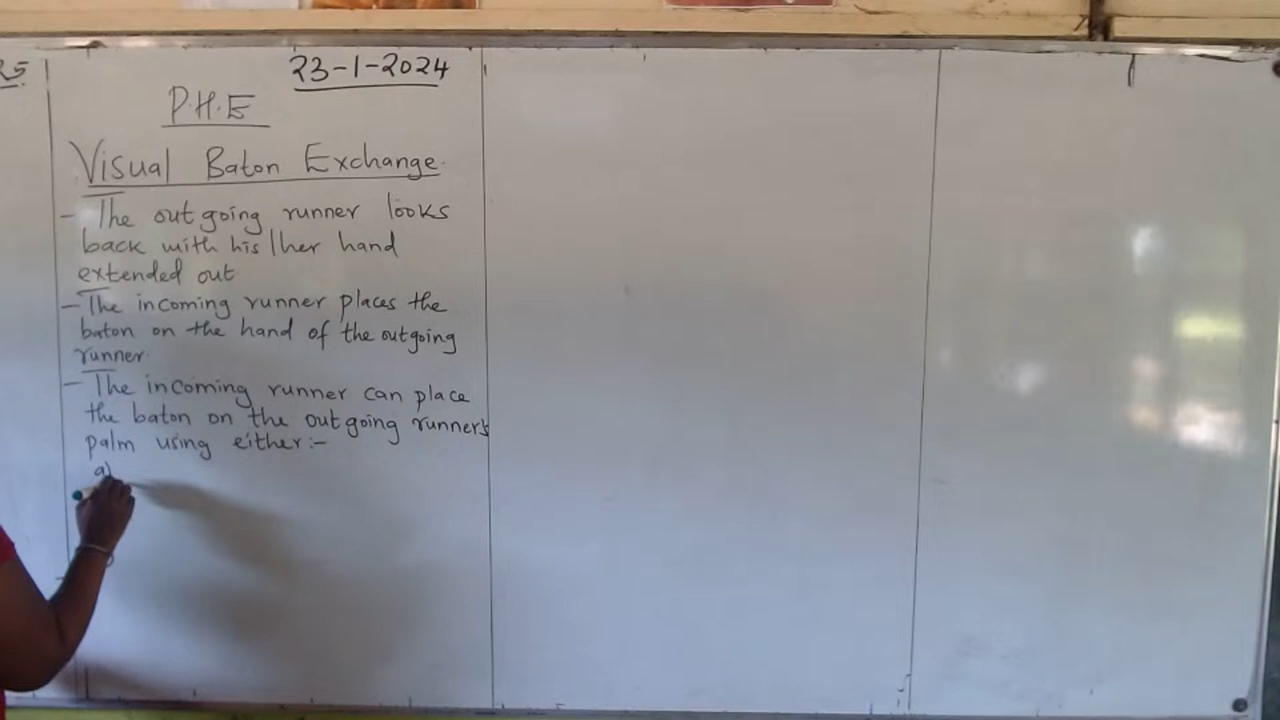 23-1-2024
P.H.E
Visual Baton Exchange.
- The outgoing runner looks
back with his/her hand
extended out
- The incoming runner places the
baton on the hand of the outgoing
runner.
- The incoming runner can place
the baton on the outgoing runner's
palm using either:-
a)